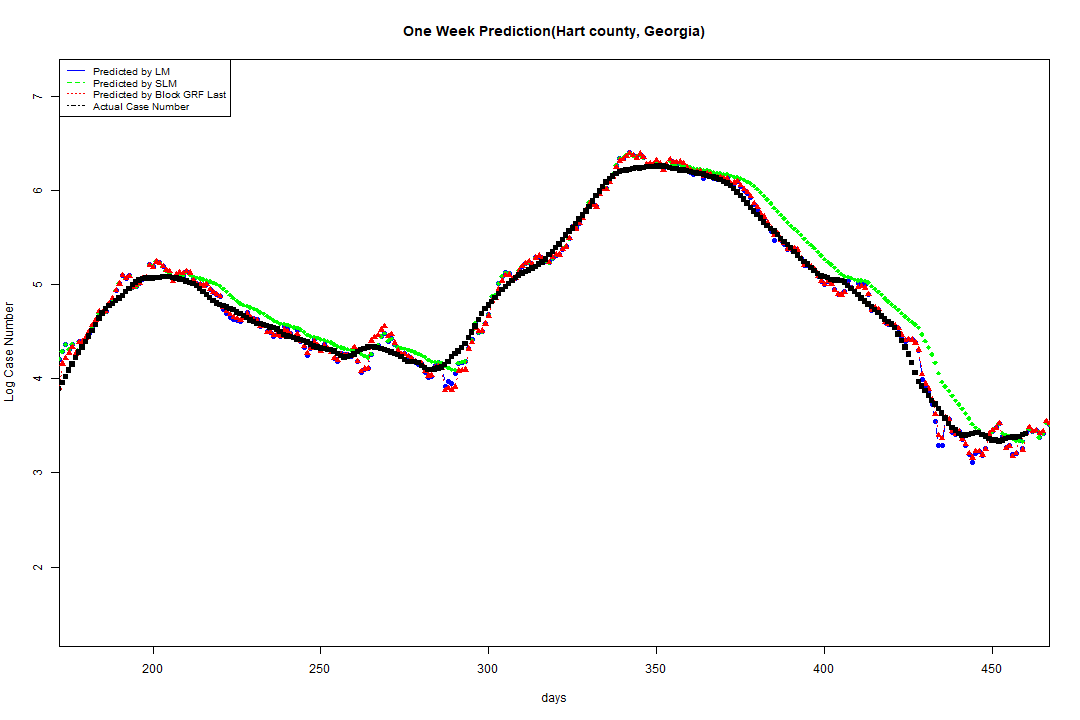 One Week Prediction(Hart county, Georgia)
Predicted by LM
Predicted by SLM
Predicted by Block GRF Last
Actual Case Number
Log Case Number
7
6
5
4
3
2
200
250
300
350
400
450
days